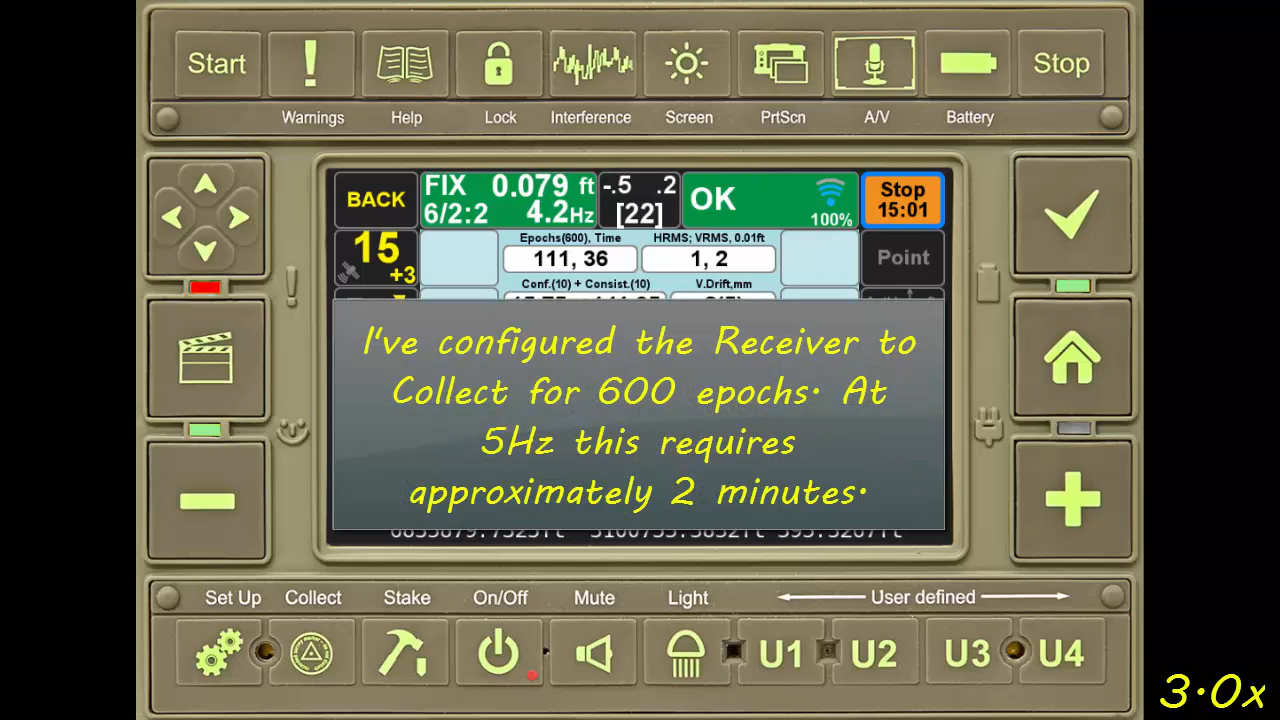 Start
Stop
Warnings Help Lock Interference Screen PrtScn A/V Battery
BACK
FIX 0.079 ft
6/2:2 4.2Hz
-.5 .2
[22]
OK
100%
Stop
15:01
15
+3
Epochs(600), Time
HRMS; VRMS, 0.01ft
111, 36
1, 2
Point
Conf.(10) + Consist.(10)
V.Drift,mm
I've configured the Receiver to
Collect for 600 epochs. At
5Hz this requires
approximately 2 minutes.
Set Up Collect Stake On/Off Mute Light User defined
U1 U2 U3 U4
3.0x